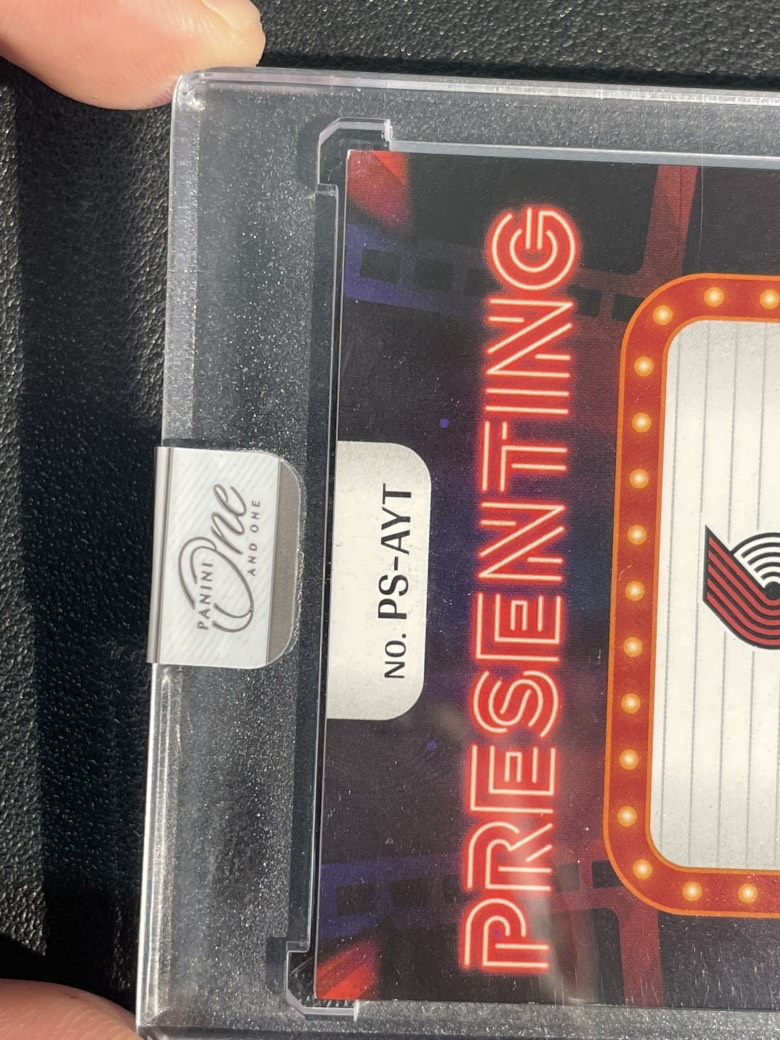 PANINI
One
AND ONE
NO. PS-AYT
PRESENTING